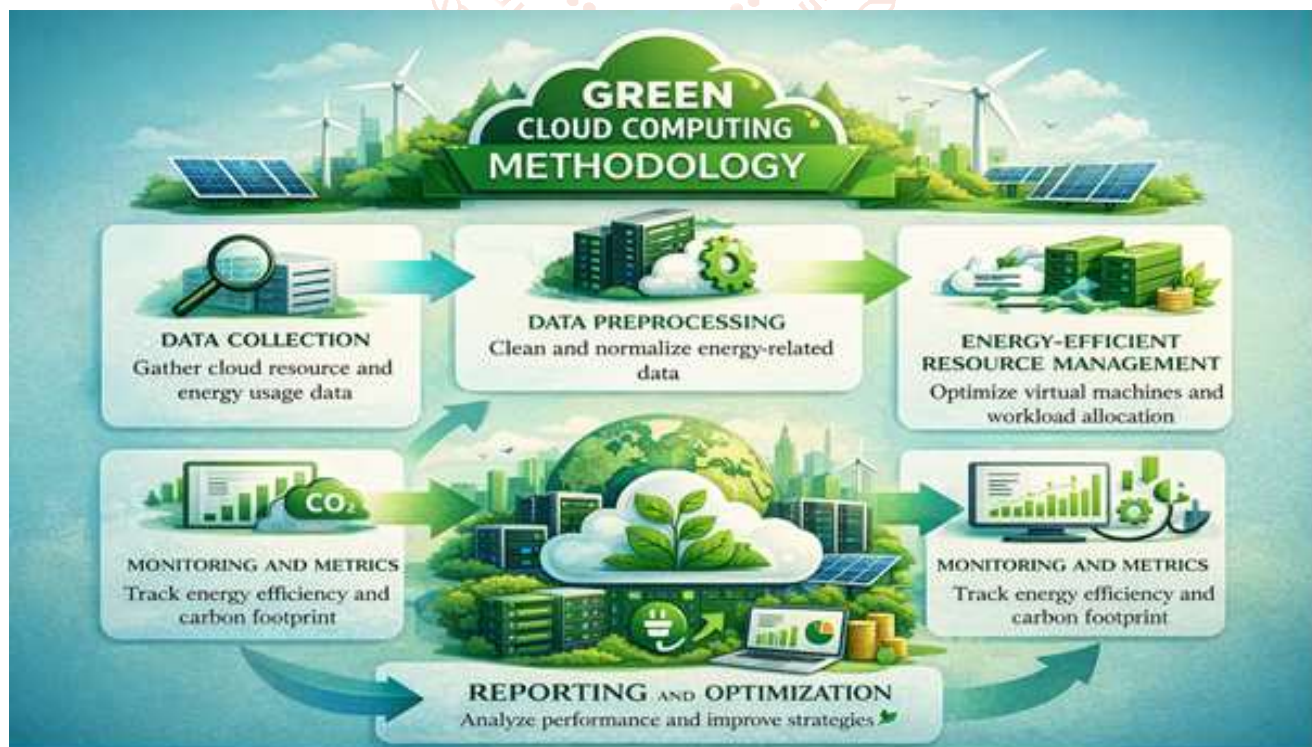 GREEN
CLOUD COMPUTING
METHODOLOGY
DATA COLLECTION
Gather cloud resource and
energy usage data
DATA PREPROCESSING
Clean and normalize energy-related
data
ENERGY-EFFICIENT
RESOURCE MANAGEMENT
Optimize virtual machines and
workload allocation
CO₂
MONITORING AND METRICS
Track energy efficiency and
carbon footprint
MONITORING AND METRICS
Track energy efficiency and
carbon footprint
REPORTING AND OPTIMIZATION
Analyze performance and improve strategies